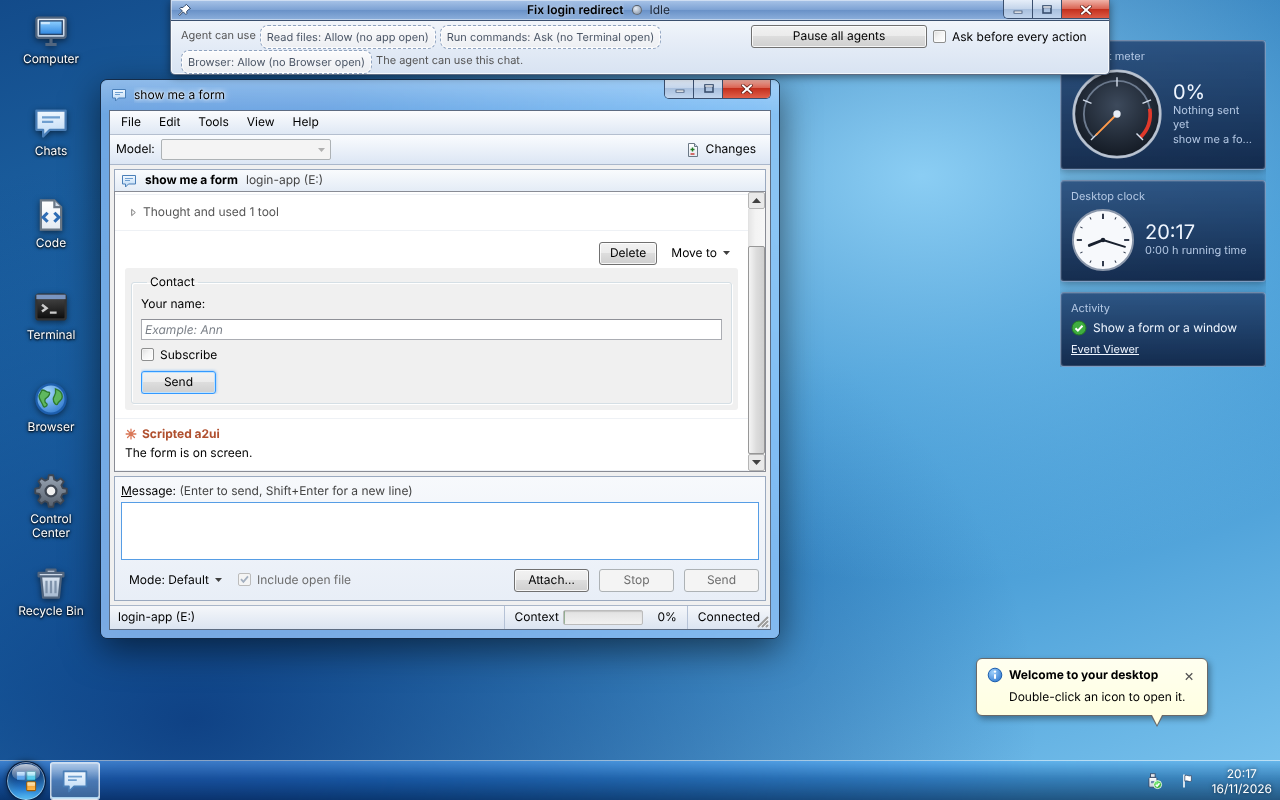 Fix login redirect Idle
Agent can use Read files: Allow (no app open) Run commands: Ask (no Terminal open)
Browser: Allow (no Browser open) The agent can use this chat.
Pause all agents Ask before every action
Computer
Chats
Code
Terminal
Browser
Control
Center
Recycle Bin
show me a form
File Edit Tools View Help
Model:
Changes
show me a form login-app (E:)
Thought and used 1 tool
Delete Move to
Contact
Your name:
Example: Ann
Subscribe
Send
Scripted a2ui
The form is on screen.
Message: (Enter to send, Shift+Enter for a new line)
Mode: Default Include open file Attach... Stop Send
login-app (E:) Context 0% Connected
meter
0%
Nothing sent
yet
show me a fo...
Desktop clock
20:17
0:00 h running time
Activity
Show a form or a window
Event Viewer
Welcome to your desktop
Double-click an icon to open it.
20:17
16/11/2026